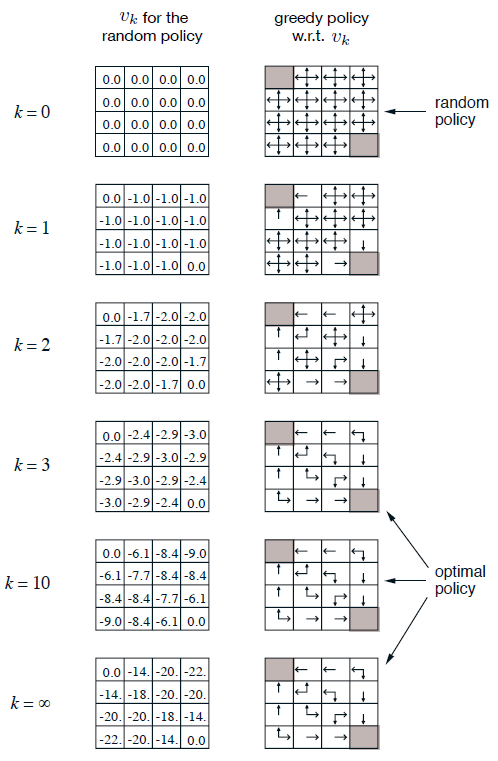 vk for the
random policy
greedy policy
w.r.t. vk
k = 0
0.0 0.0 0.0 0.0
0.0 0.0 0.0 0.0
0.0 0.0 0.0 0.0
0.0 0.0 0.0 0.0
random
policy
k = 1
0.0 -1.0 -1.0 -1.0
-1.0 -1.0 -1.0 -1.0
-1.0 -1.0 -1.0 -1.0
-1.0 -1.0 -1.0 0.0
k = 2
0.0 -1.7 -2.0 -2.0
-1.7 -2.0 -2.0 -2.0
-2.0 -2.0 -2.0 -1.7
-2.0 -2.0 -1.7 0.0
k = 3
0.0 -2.4 -2.9 -3.0
-2.4 -2.9 -3.0 -2.9
-2.9 -3.0 -2.9 -2.4
-3.0 -2.9 -2.4 0.0
k = 10
0.0 -6.1 -8.4 -9.0
-6.1 -7.7 -8.4 -8.4
-8.4 -8.4 -7.7 -6.1
-9.0 -8.4 -6.1 0.0
optimal
policy
k = ∞
0.0 -14. -20. -22.
-14. -18. -20. -20.
-20. -20. -18. -14.
-22. -20. -14. 0.0